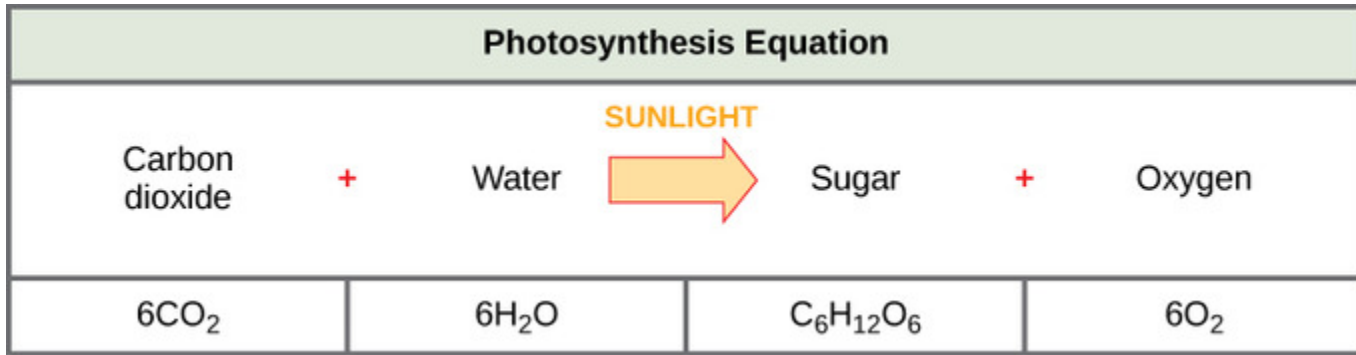 Photosynthesis Equation
SUNLIGHT
Carbon
dioxide + Water Sugar + Oxygen
6CO₂ 6H₂O C₆H₁₂O₆ 6O₂